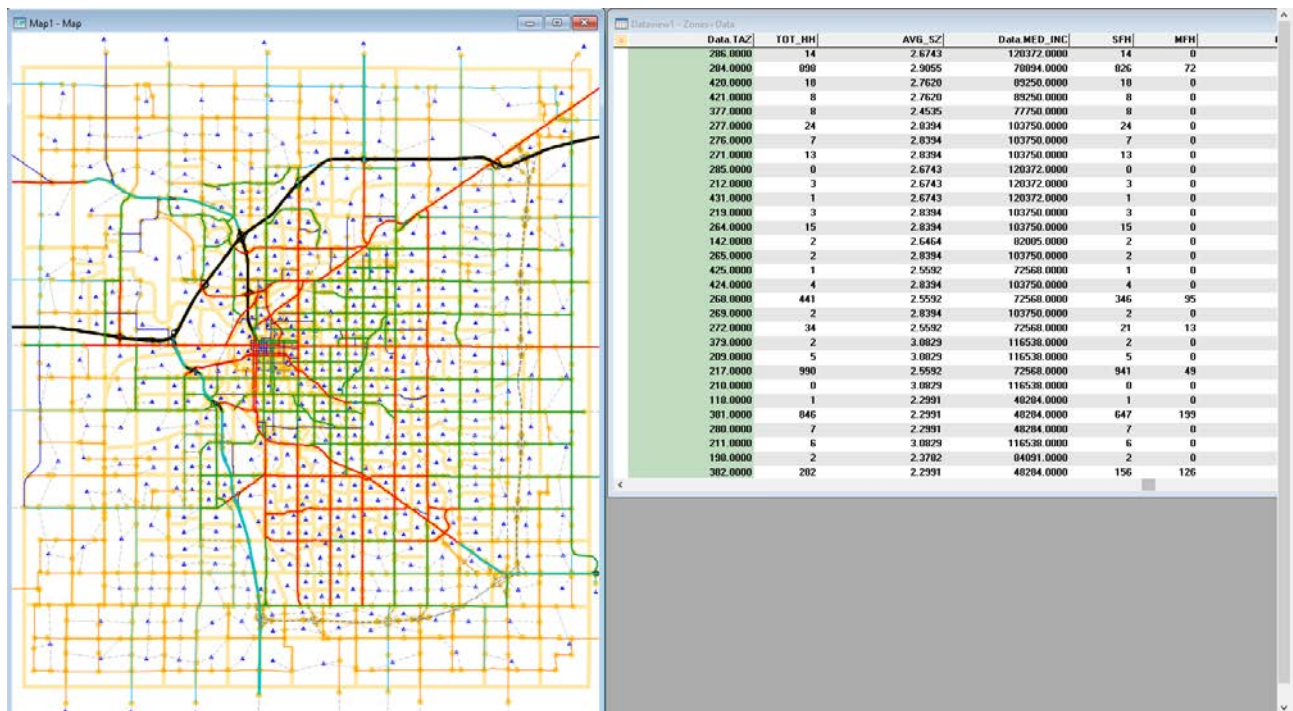 Map1 - Map
Dataview1 - Zones+Data
Data.TAZ TOT_HH AVG_SZ Data.MED_INC SFH MFH
286.0000 14 2.6743 120372.0000 14 0
284.0000 898 2.9055 78894.0000 826 72
420.0000 18 2.7620 89250.0000 18 0
421.0000 8 2.7620 89250.0000 8 0
377.0000 8 2.4535 77750.0000 8 0
277.0000 24 2.8394 103750.0000 24 0
276.0000 7 2.8394 103750.0000 7 0
271.0000 13 2.8394 103750.0000 13 0
285.0000 0 2.6743 120372.0000 0 0
212.0000 3 2.6743 120372.0000 3 0
431.0000 1 2.6743 120372.0000 1 0
219.0000 3 2.8394 103750.0000 3 0
264.0000 15 2.8394 103750.0000 15 0
142.0000 2 2.6464 2 0
265.0000 2 2.8394 103750.0000 2 0
425.0000 1 2.5592 72568.0000 1 0
424.0000 4 2.8394 103750.0000 4 0
268.0000 441 2.5592 72568.0000 346 95
269.0000 2 2.8394 103750.0000 2 0
272.0000 34 2.5592 72568.0000 21 13
379.0000 2 3.0829 116538.0000 2 0
209.0000 5 3.0829 116538.0000 5 0
217.0000 990 2.5592 72568.0000 941 49
210.0000 0 3.0829 116538.0000 0 0
1 2.2991 48284.0000 1 0
381.0000 846 2.2991 48284.0000 647 199
280.0000 7 2.2991 48284.0000 7 0
211.0000 6 3.0829 116538.0000 6 0
198.0000 2 2.3782 84091.0000 2 0
382.0000 282 2.2991 48284.0000 156 126